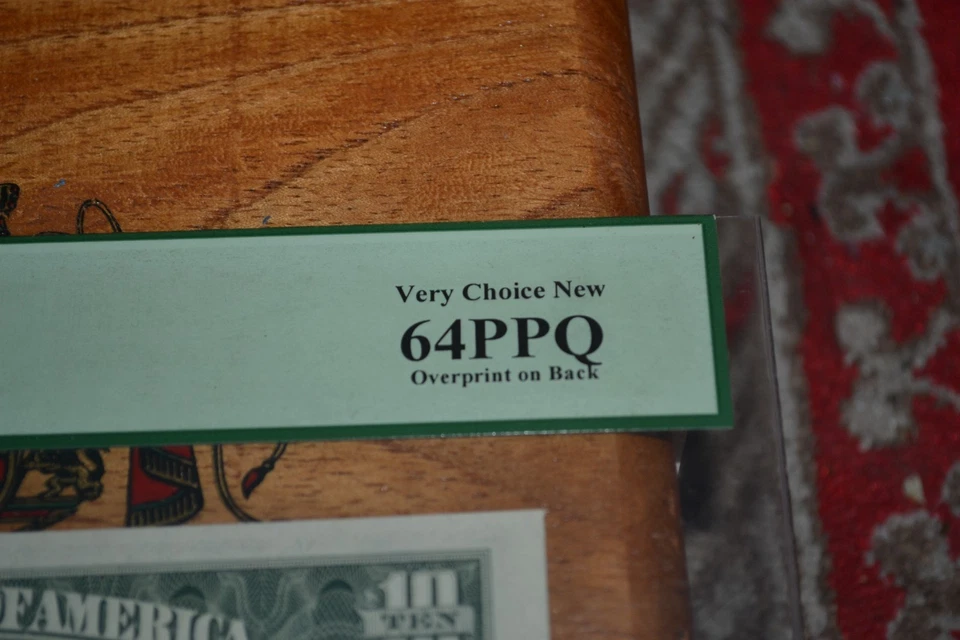 Very Choice New
64PPQ
Overprint on Back
OF AMERICA
10
TEN